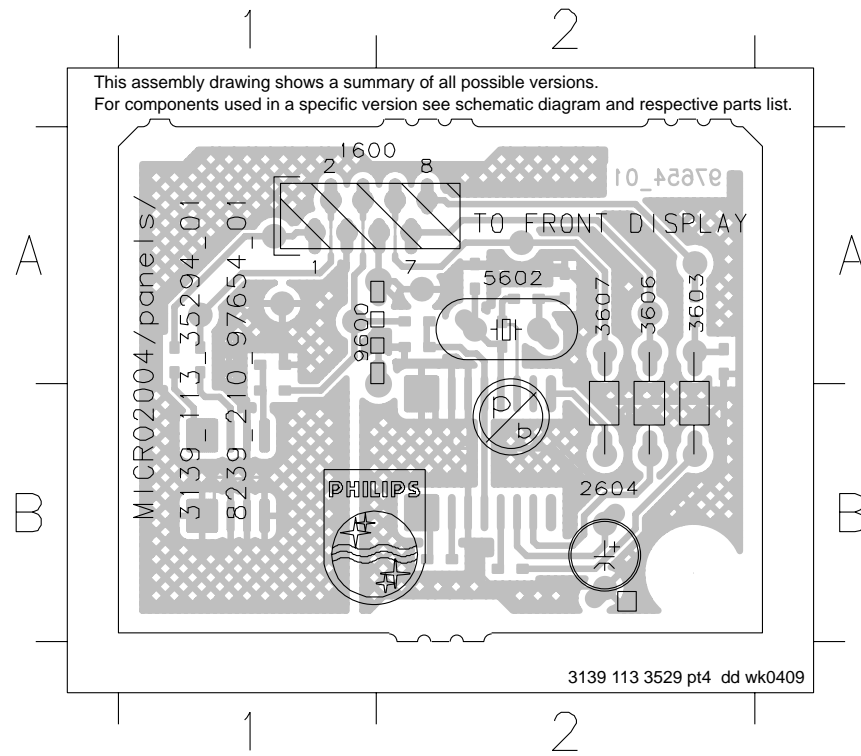 1 2
This assembly drawing shows a summary of all possible versions.
For components used in a specific version see schematic diagram and respective parts list.
1600
2 8
97654_01
TO FRONT DISPLAY
A A
1 7
5602
3607
3606
3603
9600
MICRO2004/panels/
3139_113_35294_01
8239_210_97654_01
p
b
PHILIPS
2604
+
B B
3139 113 3529 pt4 dd wk0409
1 2